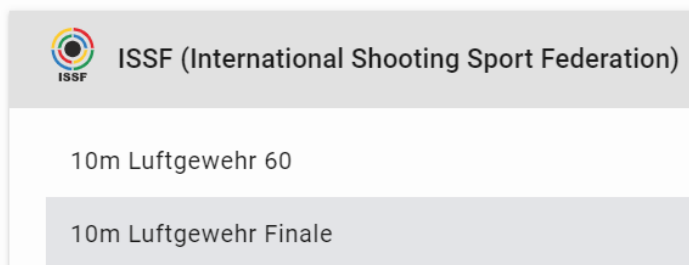 ISSF
ISSF (International Shooting Sport Federation)
10m Luftgewehr 60
10m Luftgewehr Finale